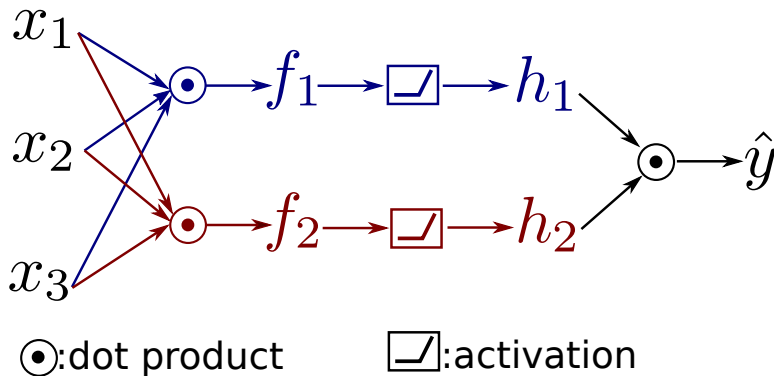 x₁ f₁ h₁
x₂ ŷ
x₃ f₂ h₂
:dot product :activation